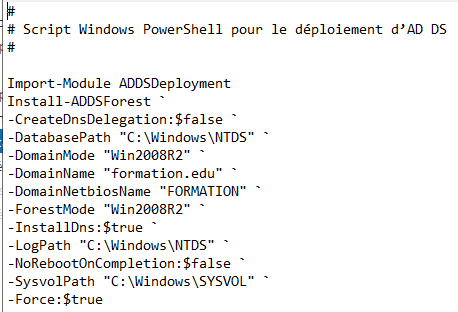 #
# Script Windows PowerShell pour le déploiement d’AD DS
#
Import-Module ADDSDeployment
Install-ADDSForest `
-CreateDnsDelegation:$false `
-DatabasePath "C:\Windows\NTDS" `
-DomainMode "Win2008R2" `
-DomainName "formation.edu" `
-DomainNetbiosName "FORMATION" `
-ForestMode "Win2008R2" `
-InstallDns:$true `
-LogPath "C:\Windows\NTDS" `
-NoRebootOnCompletion:$false `
-SysvolPath "C:\Windows\SYSVOL" `
-Force:$true